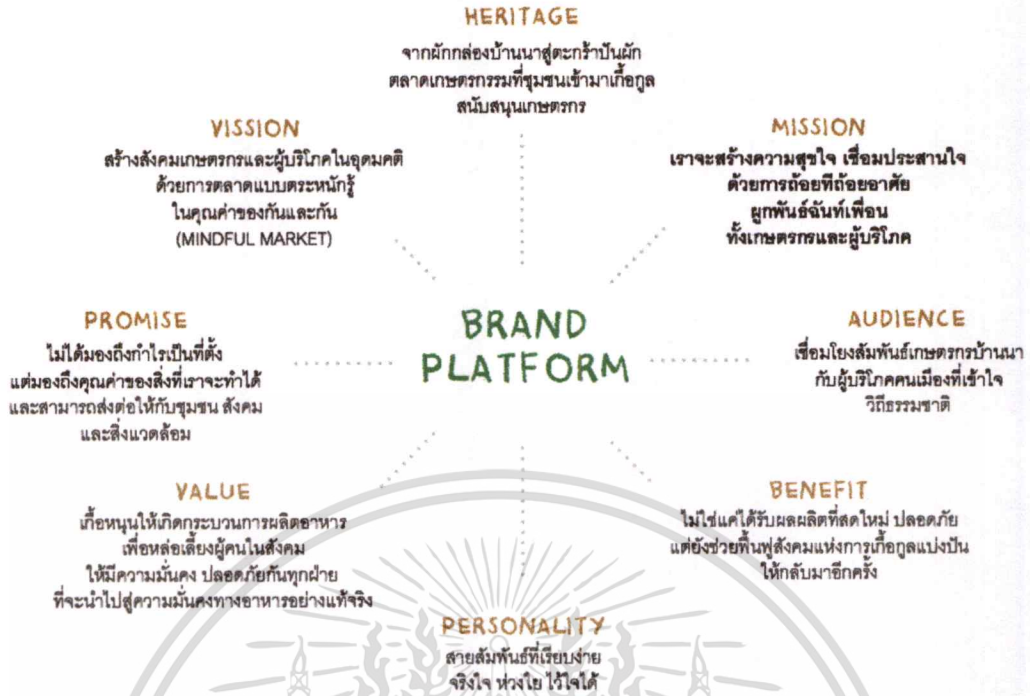 HERITAGE
จากผักกล่องบ้านนาสู่ตะกร้าปันผัก
ตลาดเกษตรกรรมที่ชุมชนเข้ามาเกื้อกูล
สนับสนุนเกษตรกร
VISSION
สร้างสังคมเกษตรกรและผู้บริโภคในอุดมคติ
ด้วยการตลาดแบบตระหนักรู้
ในคุณค่าของกันและกัน
(MINDFUL MARKET)
MISSION
เราจะสร้างความสุขใจ เชื่อมประสานใจ
ด้วยการถ้อยทีถ้อยอาศัย
ผูกพันธ์ฉันท์เพื่อน
ทั้งเกษตรกรและผู้บริโภค
PROMISE
ไม่ได้มองถึงกำไรเป็นที่ตั้ง
แต่มองถึงคุณค่าของสิ่งที่เราจะทำได้
และสามารถส่งต่อให้กับชุมชน สังคม
และสิ่งแวดล้อม
BRAND
PLATFORM
AUDIENCE
เชื่อมโยงสัมพันธ์เกษตรกรบ้านนา
กับผู้บริโภคคนเมืองที่เข้าใจ
วิถีธรรมชาติ
VALUE
เกื้อหนุนให้เกิดกระบวนการผลิตอาหาร
เพื่อหล่อเลี้ยงผู้คนในสังคม
ให้มีความมั่นคง ปลอดภัยกันทุกฝ่าย
ที่จะนำไปสู่ความมั่นคงทางอาหารอย่างแท้จริง
BENEFIT
ไม่ใช่แค่ได้รับผลผลิตที่สดใหม่ ปลอดภัย
แต่ยังช่วยฟื้นฟูสังคมแห่งการเกื้อกูลแบ่งปัน
ให้กลับมาอีกครั้ง
PERSONALITY
สายสัมพันธ์ที่เรียบง่าย
จริงใจ ห่วงใย ไว้ใจได้